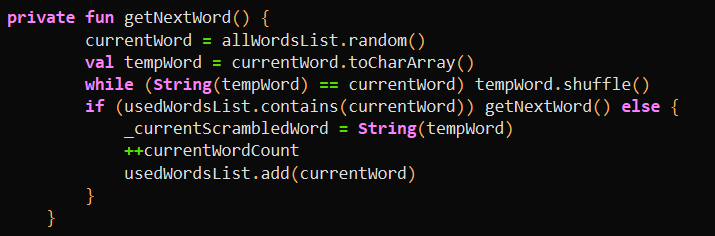 private fun getNextWord() {
        currentWord = allWordsList.random()
        val tempWord = currentWord.toCharArray()
        while (String(tempWord) == currentWord) tempWord.shuffle()
        if (usedWordsList.contains(currentWord)) getNextWord() else {
            _currentScrambledWord = String(tempWord)
            ++currentWordCount
            usedWordsList.add(currentWord)
        }
    }